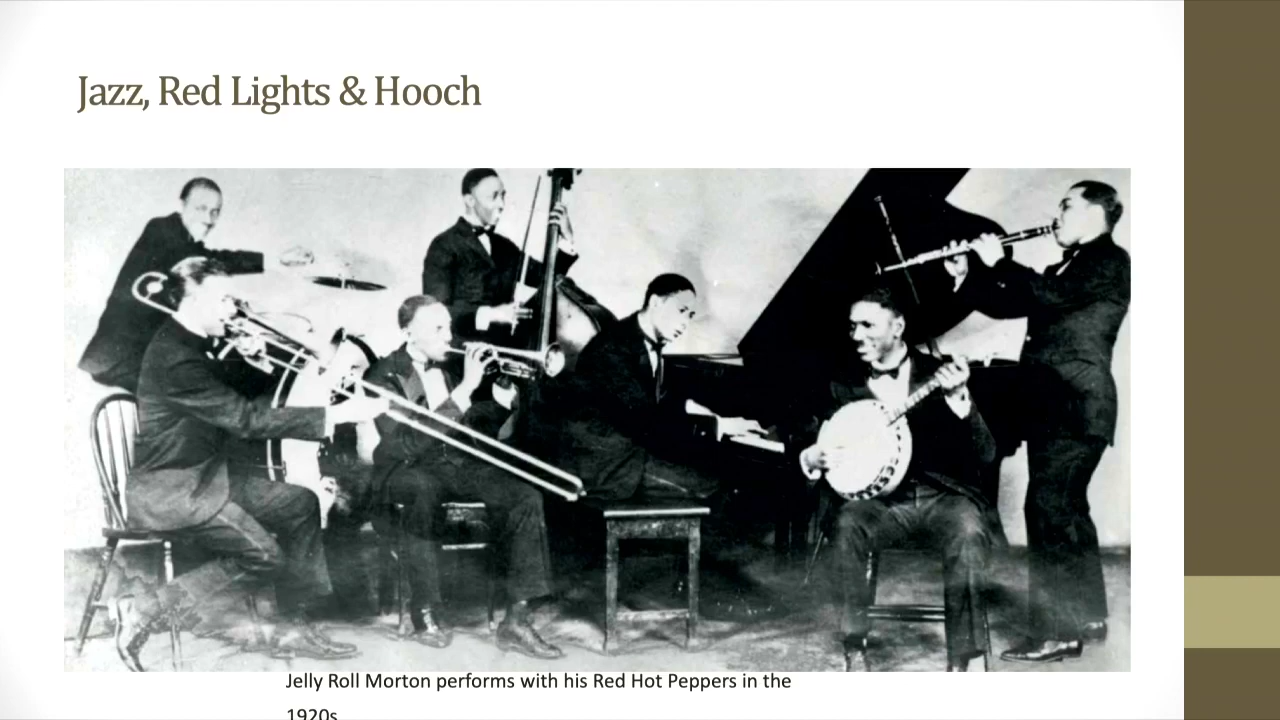 Jazz, Red Lights & Hooch
Jelly Roll Morton performs with his Red Hot Peppers in the
1920s